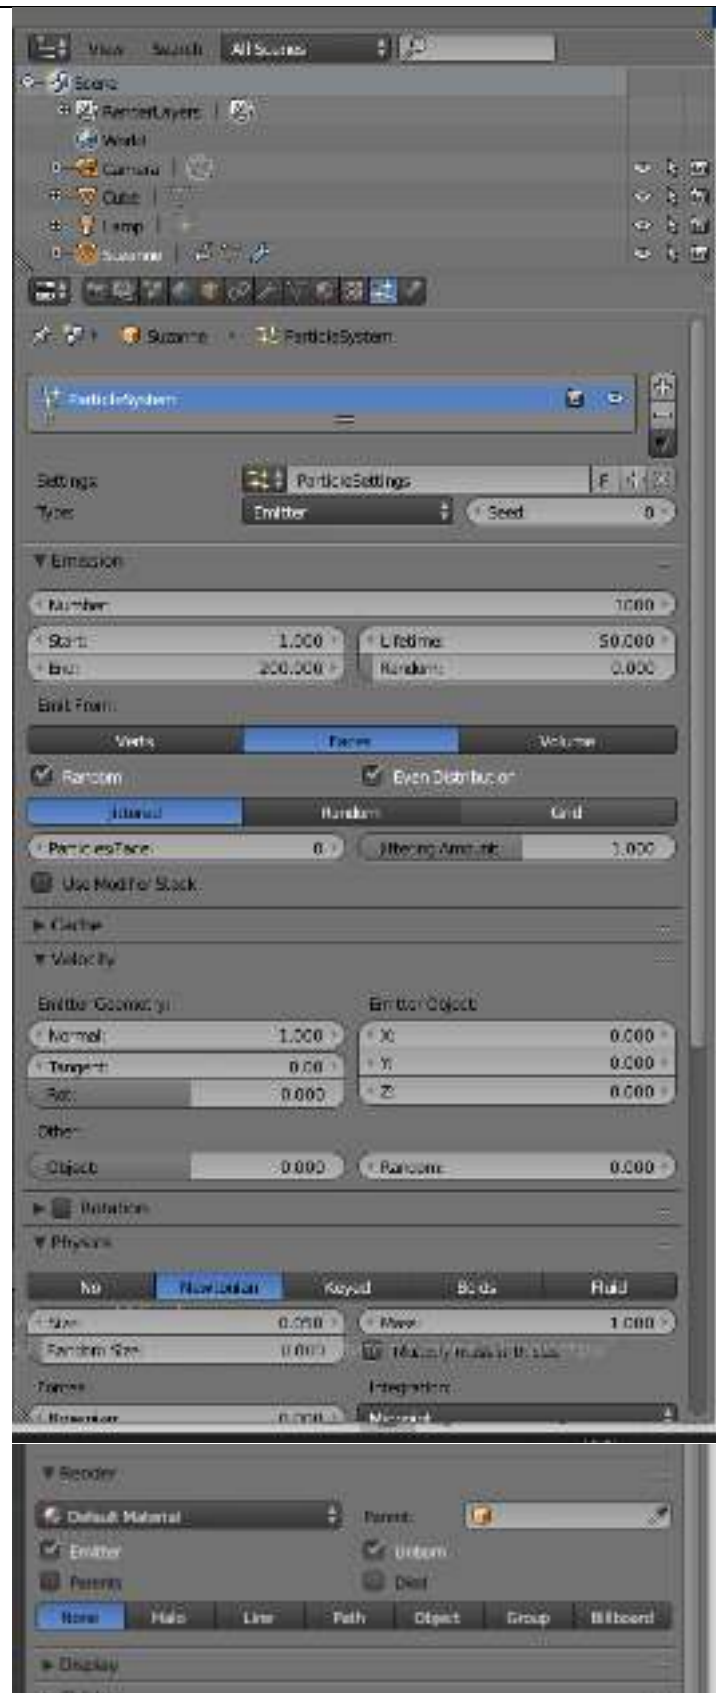 View Search All Scenes
Scene
RenderLayers
World
Camera
Cube
Lamp
Suzanne
Suzanne ParticleSystem
ParticleSystem
Settings: ParticleSettings F
Type: Emitter Seed: 0
Emission
Number: 1000
Start: 1.000 Lifetime: 50.000
End: 200.000 Random: 0.000
Emit From:
Verts Faces Volume
Random Even Distribution
Jittered Random Grid
Particles/Face: 0 Jittering Amount: 1.000
Use Modifier Stack
Cache
Velocity
Emitter Geometry: Emitter Object:
Normal: 1.000 X: 0.000
Tangent: 0.00 Y: 0.000
Rot: 0.000 Z: 0.000
Other:
Object: 0.000 Random: 0.000
Rotation
Physics
No Newtonian Keyed Boids Fluid
Size: 0.050 Mass: 1.000
Random Size: 0.000 Multiply mass with size
Forces: Integration:
0.000
Render
Default Material Parent:
Emitter Unborn
Parents Died
None Halo Line Path Object Group Billboard
Display